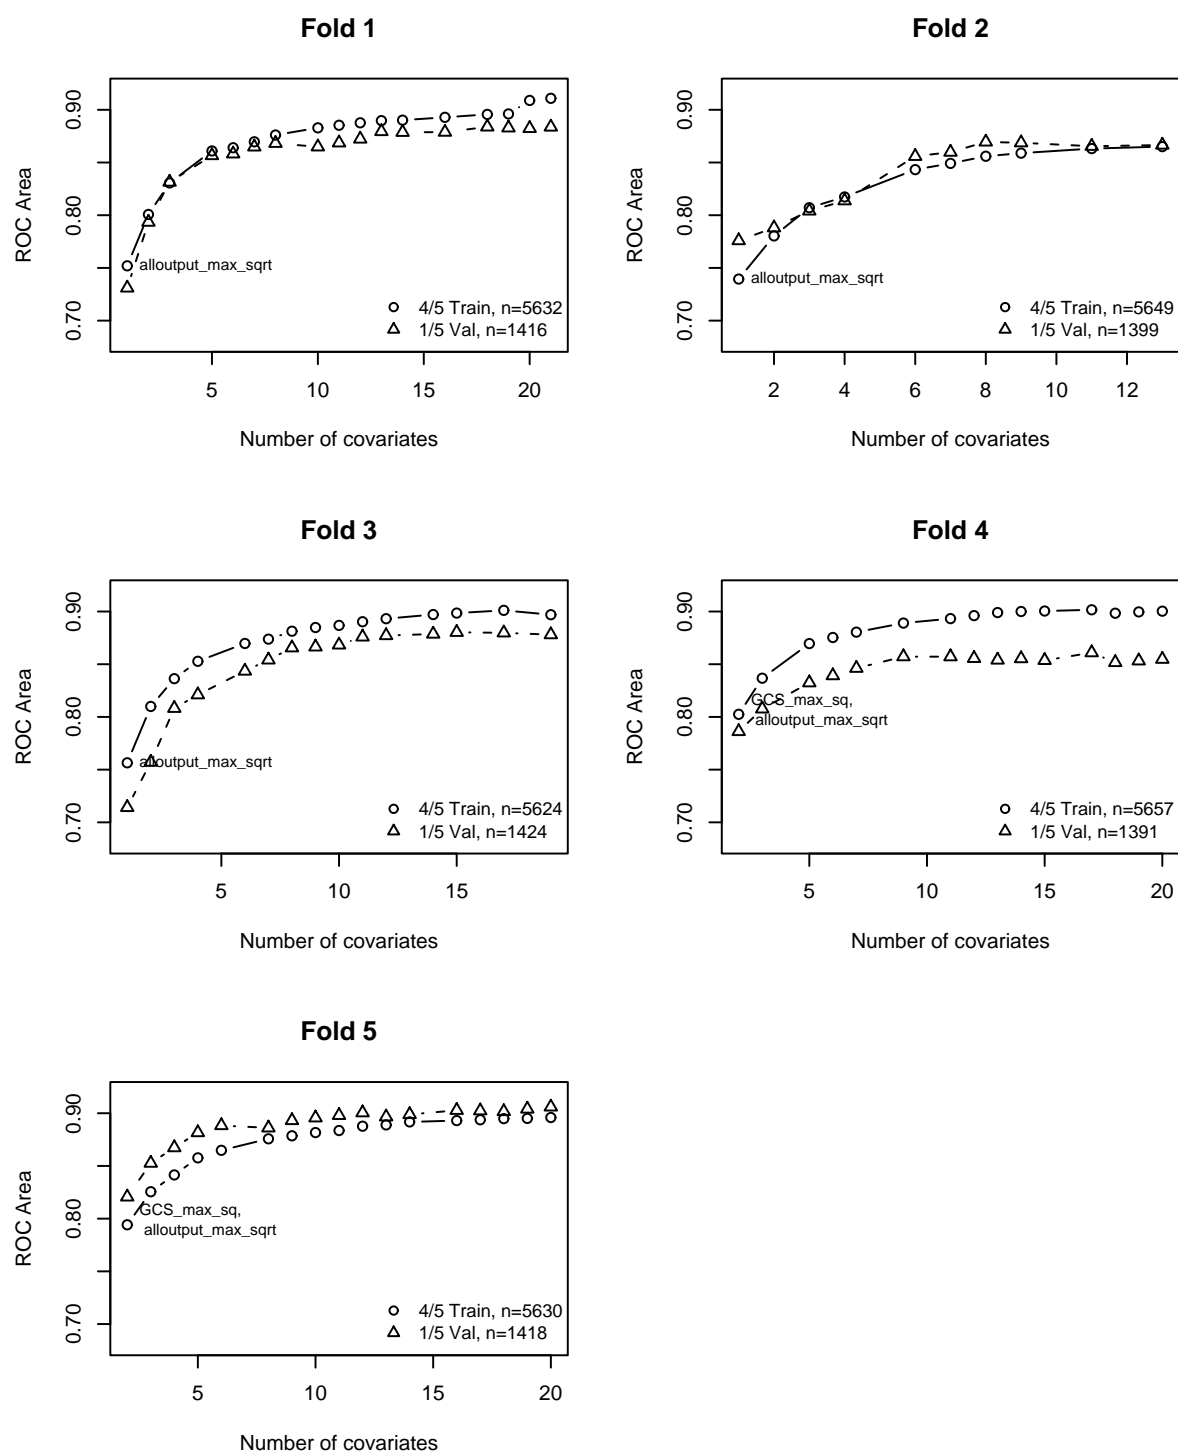 Fold 1
ROC Area
0.90
0.80
0.70
alloutput_max_sqrt
4/5 Train, n=5632
1/5 Val, n=1416
5 10 15 20
Number of covariates
Fold 2
ROC Area
0.90
0.80
0.70
alloutput_max_sqrt
4/5 Train, n=5649
1/5 Val, n=1399
2 4 6 8 10 12
Number of covariates
Fold 3
ROC Area
0.90
0.80
0.70
alloutput_max_sqrt
4/5 Train, n=5624
1/5 Val, n=1424
5 10 15
Number of covariates
Fold 4
ROC Area
0.90
0.80
0.70
GCS_max_sq,
alloutput_max_sqrt
4/5 Train, n=5657
1/5 Val, n=1391
5 10 15 20
Number of covariates
Fold 5
ROC Area
0.90
0.80
0.70
GCS_max_sq,
alloutput_max_sqrt
4/5 Train, n=5630
1/5 Val, n=1418
5 10 15 20
Number of covariates